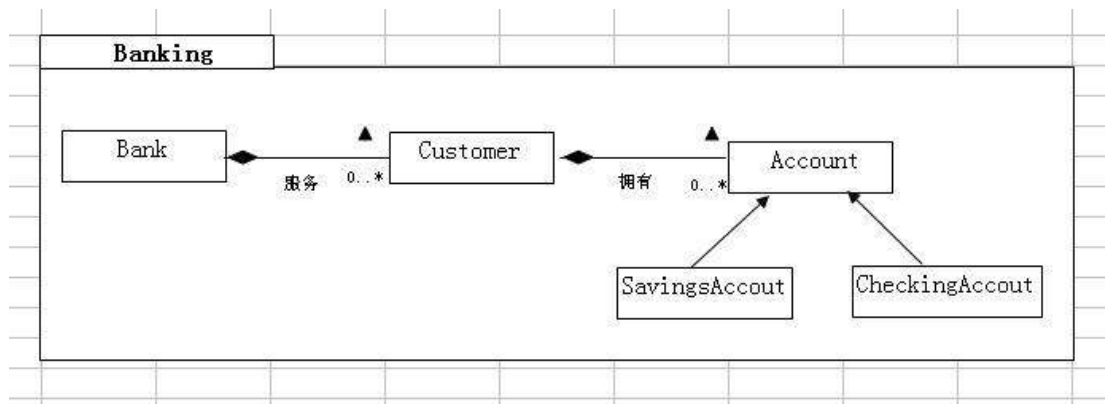 Banking
Bank
Customer
Account
服务
0..*
拥有
0..*
SavingsAccout
CheckingAccout